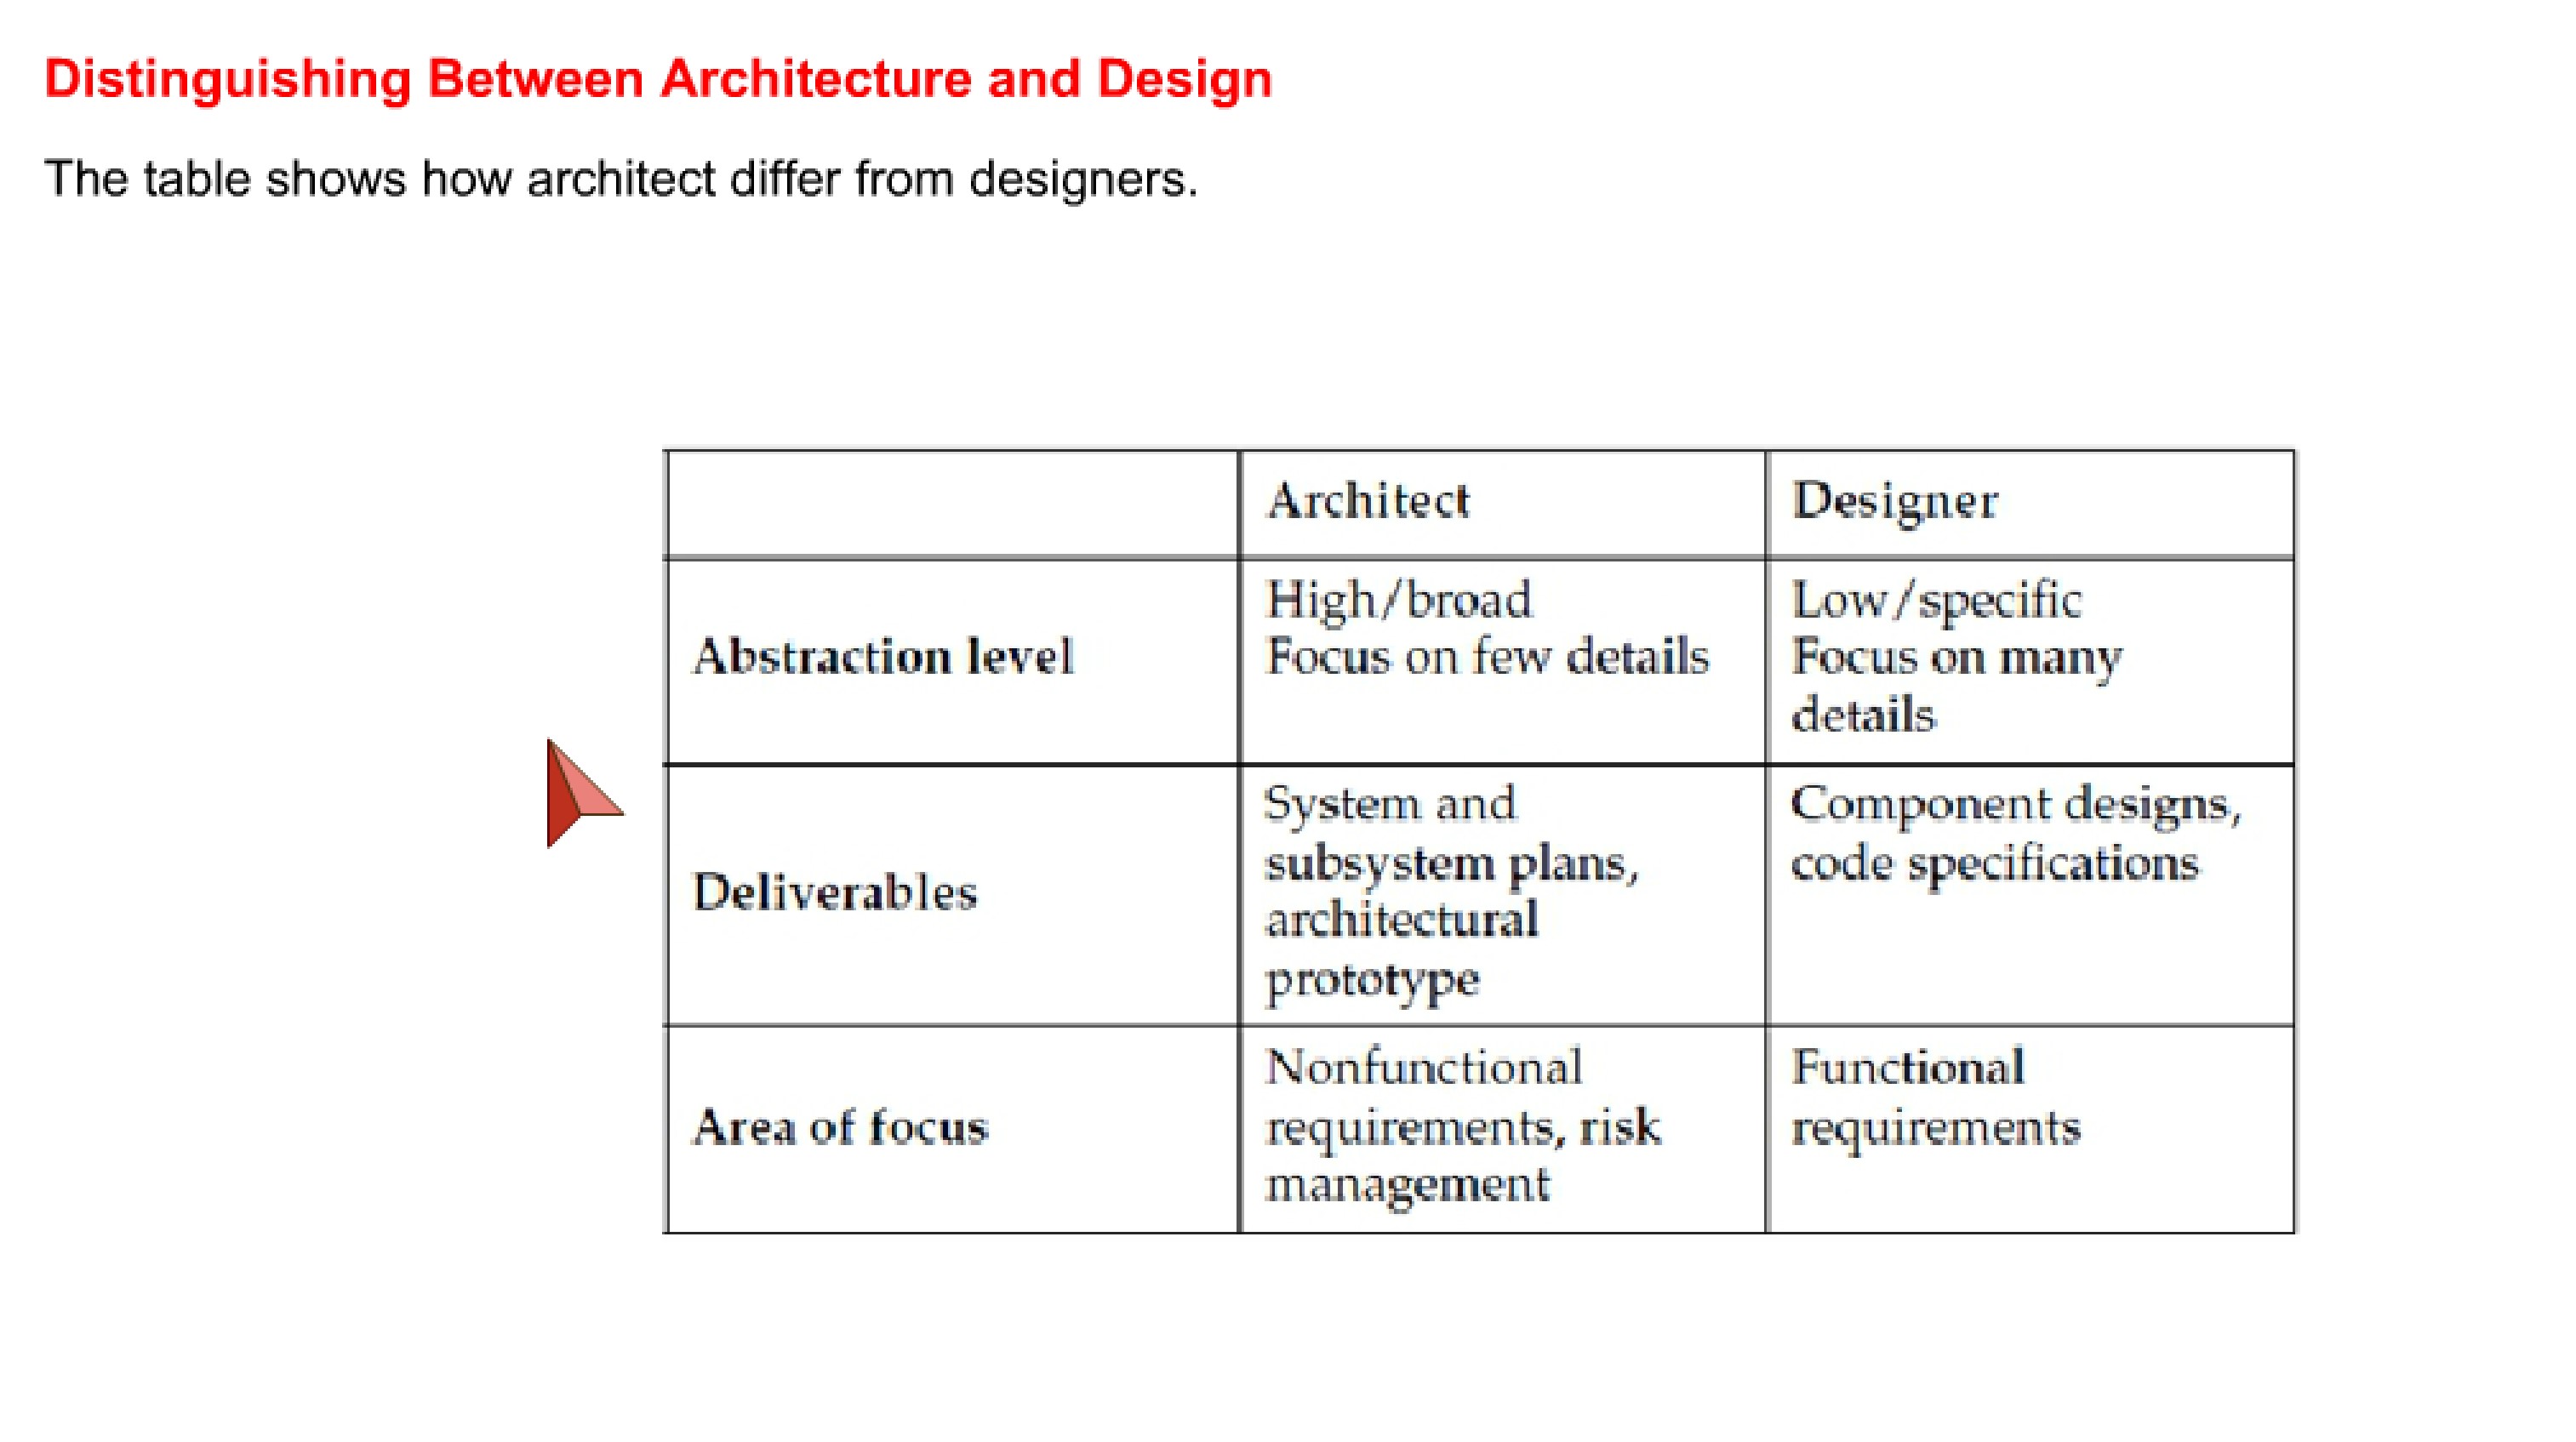 Distinguishing Between Architecture and Design
The table shows how architect differ from designers.
Architect
Designer
Abstraction level
High/broad
Focus on few details
Low/specific
Focus on many
details
Deliverables
System and
subsystem plans,
architectural
prototype
Component designs,
code specifications
Area of focus
Nonfunctional
requirements, risk
management
Functional
requirements